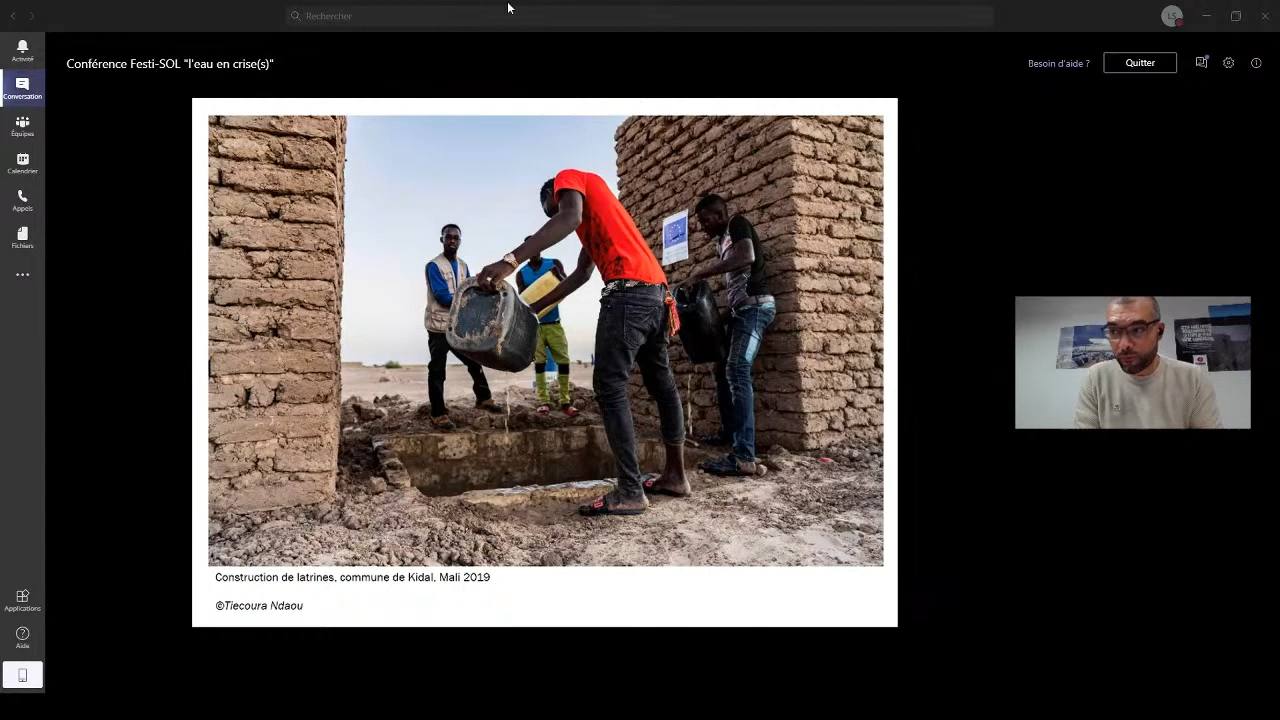 Rechercher
LS
Activité
Conférence Festi-SOL "l'eau en crise(s)"
Besoin d'aide ?
Quitter
Conversation
Équipes
Calendrier
Appels
Fichiers
Construction de latrines, commune de Kidal, Mali 2019
©Tiecoura Ndaou
Applications
Aide